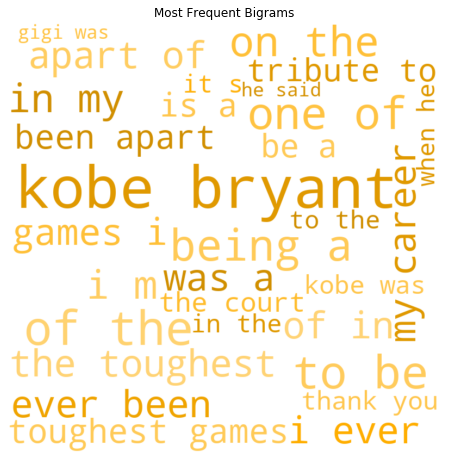 Most Frequent Bigrams
gigi was
apart of
on the
it s
is a
he said
tribute to
in my
one of
when he
been apart
be a
kobe bryant
my career
to the
games i
being a
i m
was a
kobe was
the court
of the
in the
of in
the toughest
to be
ever been
thank you
toughest games
i ever